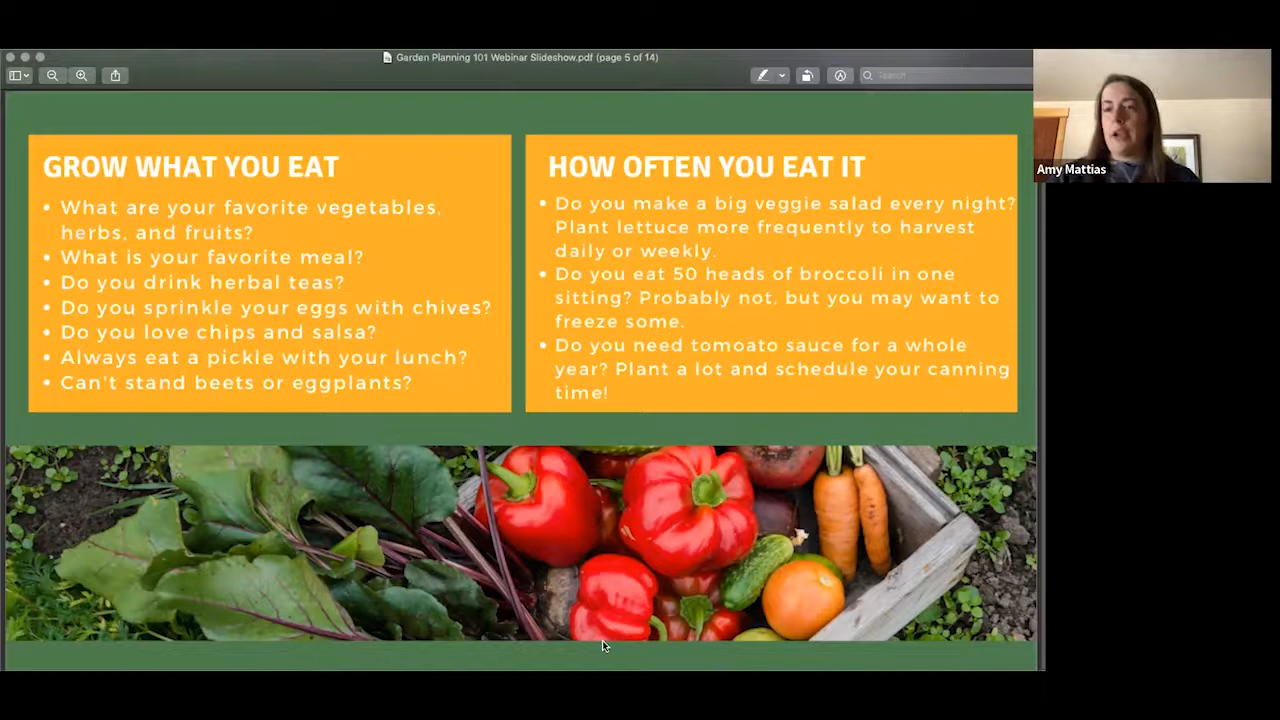 Garden Planning 101 Webinar Slideshow.pdf (page 5 of 14)
Search
GROW WHAT YOU EAT
• What are your favorite vegetables,
herbs, and fruits?
• What is your favorite meal?
• Do you drink herbal teas?
• Do you sprinkle your eggs with chives?
• Do you love chips and salsa?
• Always eat a pickle with your lunch?
• Can't stand beets or eggplants?
HOW OFTEN YOU EAT IT
• Do you make a big veggie salad every night?
Plant lettuce more frequently to harvest
daily or weekly.
• Do you eat 50 heads of broccoli in one
sitting? Probably not, but you may want to
freeze some.
• Do you need tomoato sauce for a whole
year? Plant a lot and schedule your canning
time!
Amy Mattias